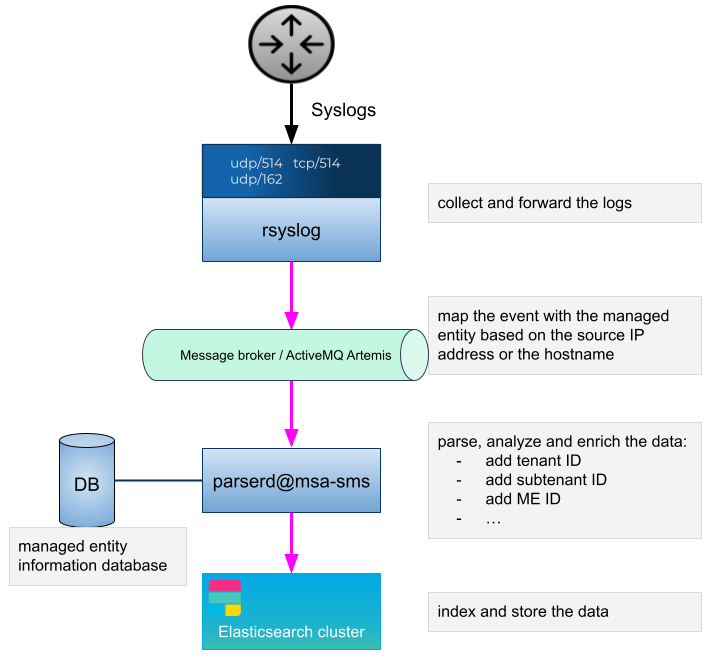 Syslogs
udp/514 tcp/514
udp/162
rsyslog
collect and forward the logs
Message broker / ActiveMQ Artemis
map the event with the managed
entity based on the source IP
address or the hostname
DB
managed entity
information database
parserd@msa-sms
parse, analyze and enrich the data:
- add tenant ID
- add subtenant ID
- add ME ID
- …
Elasticsearch cluster
index and store the data